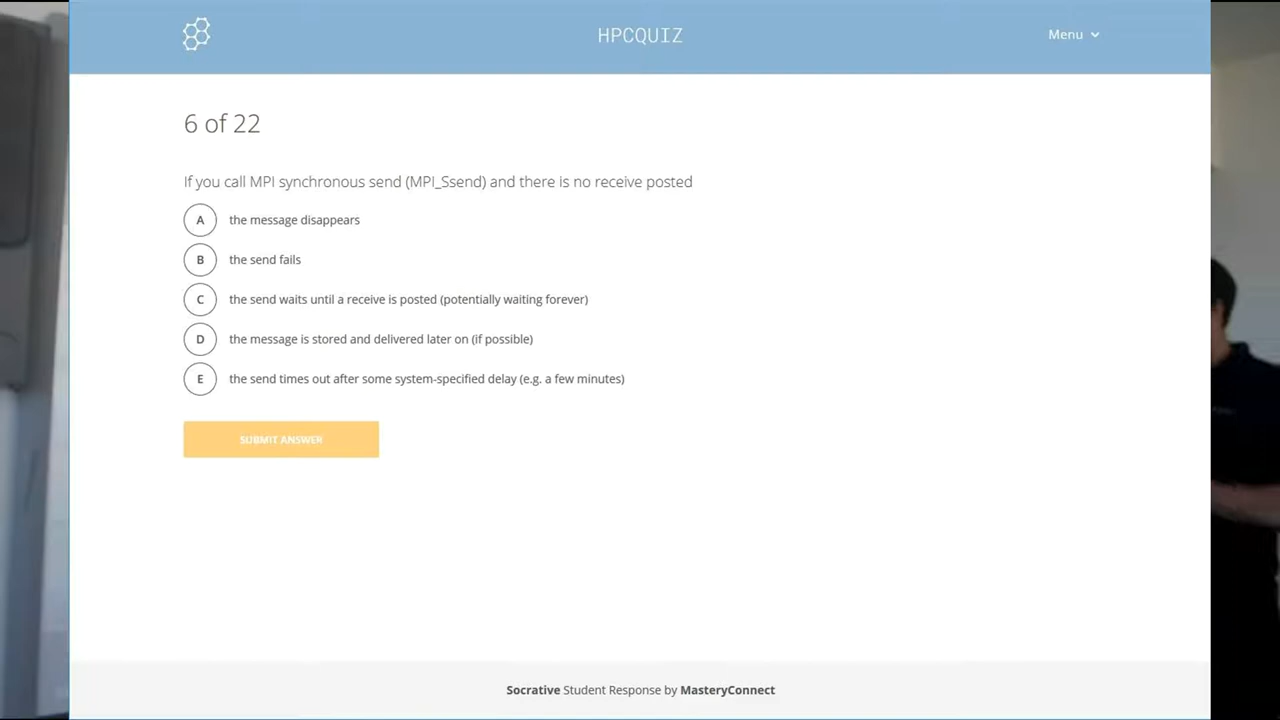 HPCQUIZ
Menu
6 of 22
If you call MPI synchronous send (MPI_Ssend) and there is no receive posted
A the message disappears
B the send fails
C the send waits until a receive is posted (potentially waiting forever)
D the message is stored and delivered later on (if possible)
E the send times out after some system-specified delay (e.g. a few minutes)
SUBMIT ANSWER
Socrative Student Response by MasteryConnect